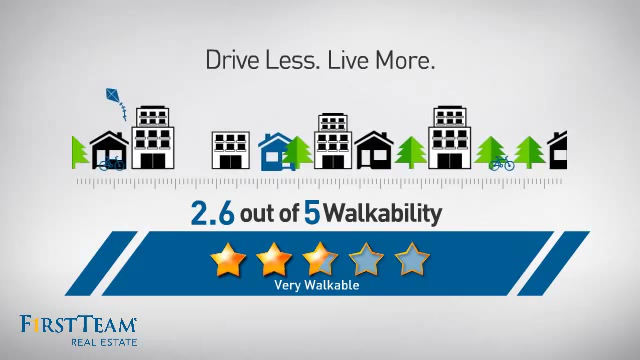 Drive Less. Live More.
2.6 out of 5 Walkability
Very Walkable
FIRSTTEAM®
REAL ESTATE